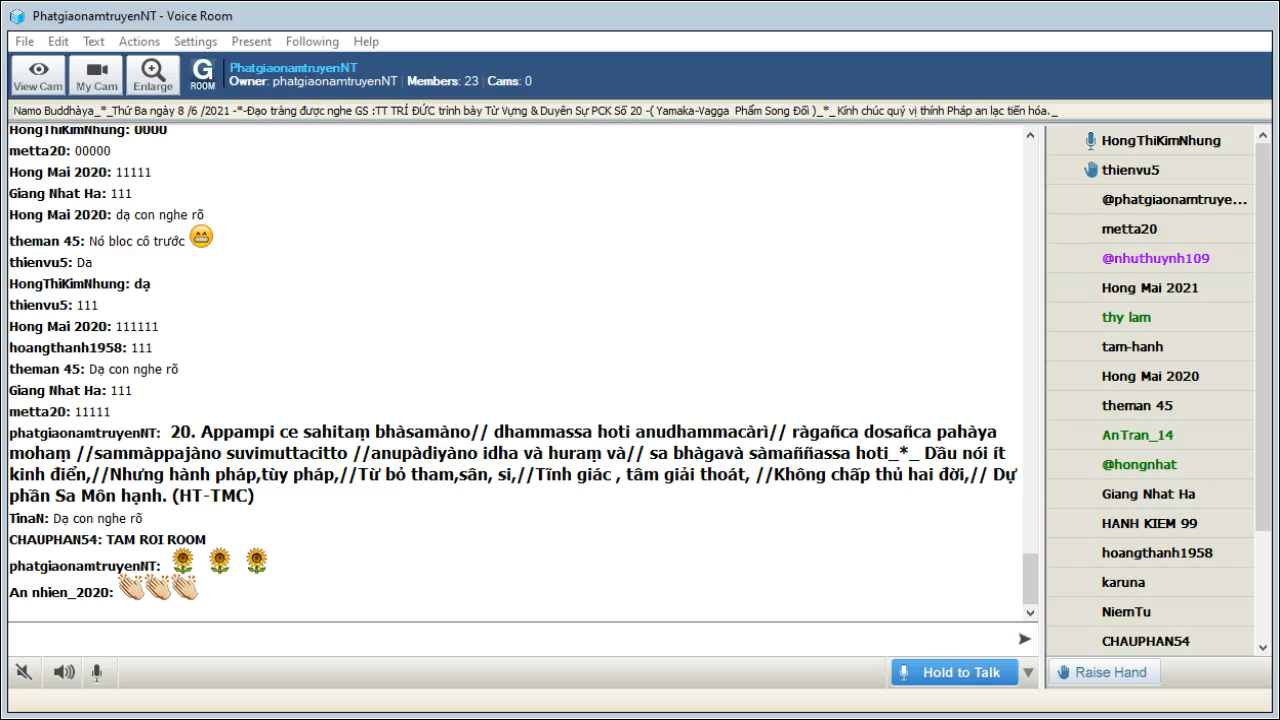 PhatgiaonamtruyenNT - Voice Room
File Edit Text Actions Settings Present Following Help
View Cam My Cam Enlarge G ROOM
PhatgiaonamtruyenNT
Owner: phatgiaonamtruyenNT | Members: 23 | Cams: 0
Namo Buddhàya_*_Thứ Ba ngày 8 /6 /2021 -*-Đạo tràng được nghe GS :TT TRÍ ĐỨC trình bày Từ Vựng & Duyên Sự PCK Số 20 -( Yamaka-Vagga Phẩm Song Đối )_*_ Kính chúc quý vị thính Pháp an lạc tiến hóa._
HongThiKimNhung: 0000
metta20: 00000
Hong Mai 2020: 11111
Giang Nhat Ha: 111
Hong Mai 2020: dạ con nghe rõ
theman 45: Nó bloc cô trước
thienvu5: Da
HongThiKimNhung: dạ
thienvu5: 111
Hong Mai 2020: 111111
hoangthanh1958: 111
theman 45: Dạ con nghe rõ
Giang Nhat Ha: 111
metta20: 11111
phatgiaonamtruyenNT: 20. Appampi ce sahitaṃ bhàsamàno// dhammassa hoti anudhammacàrì// ràgañca dosañca pahàya
mohaṃ //sammàppajàno suvimuttacitto //anupàdiyàno idha và huraṃ và// sa bhàgavà sàmaññassa hoti_*_ Dầu nói ít
kinh điển,//Nhưng hành pháp,tùy pháp,//Từ bỏ tham,sân, si,//Tĩnh giác , tâm giải thoát, //Không chấp thủ hai đời,// Dự
phần Sa Môn hạnh. (HT-TMC)
TinaN: Dạ con nghe rõ
CHAUPHAN54: TAM ROI ROOM
phatgiaonamtruyenNT:
An nhien_2020:
HongThiKimNhung
thienvu5
@phatgiaonamtruye...
metta20
@nhuthuynh109
Hong Mai 2021
thy lam
tam-hanh
Hong Mai 2020
theman 45
AnTran_14
@hongnhat
Giang Nhat Ha
HANH KIEM 99
hoangthanh1958
karuna
NiemTu
CHAUPHAN54
Hold to Talk
Raise Hand